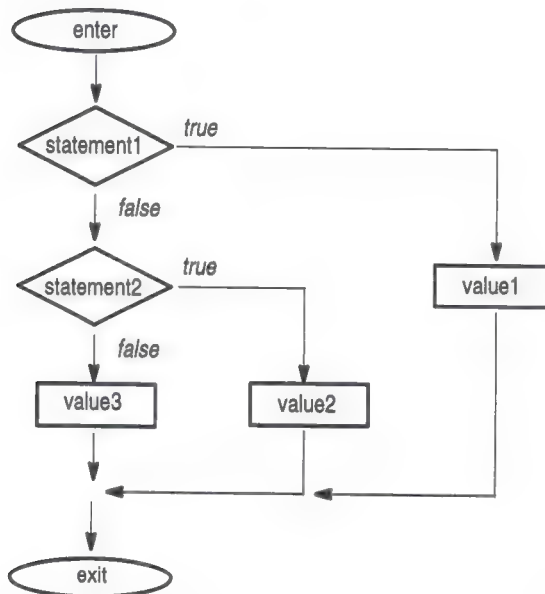 enter
statement1
true
false
statement2
true
value1
false
value3
value2
exit